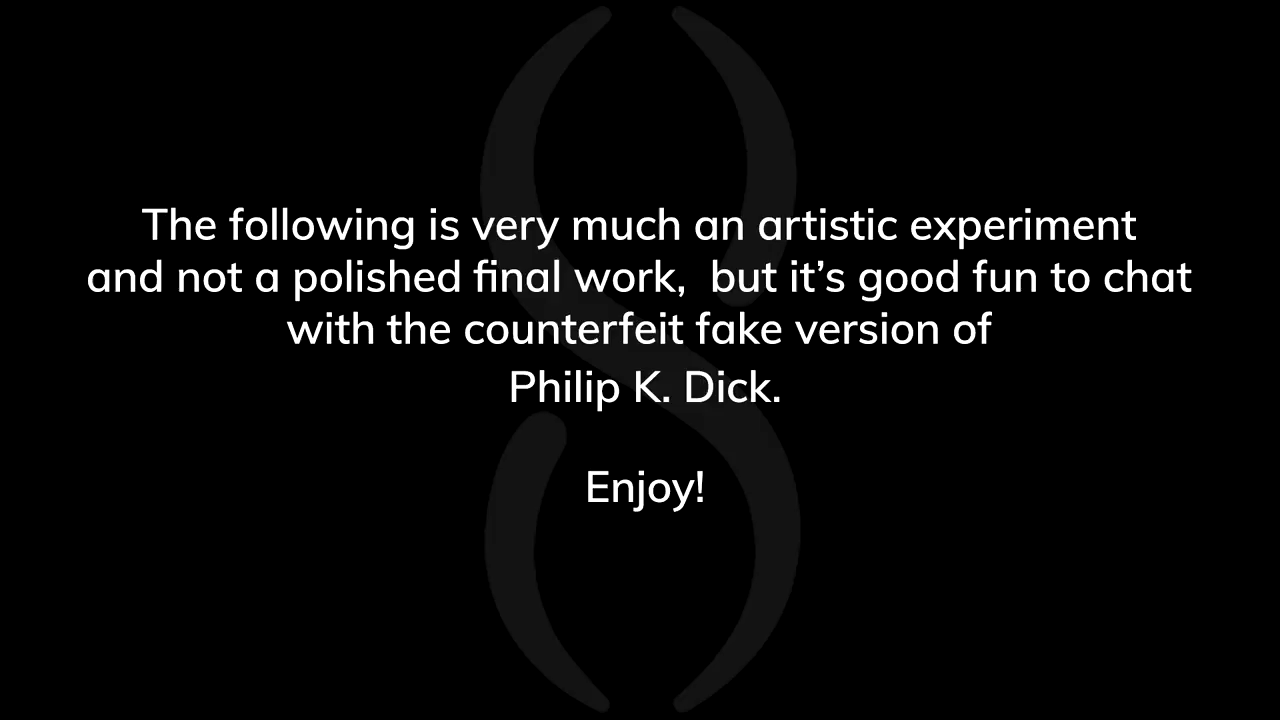 The following is very much an artistic experiment
and not a polished final work,  but it’s good fun to chat
with the counterfeit fake version of
Philip K. Dick.
Enjoy!